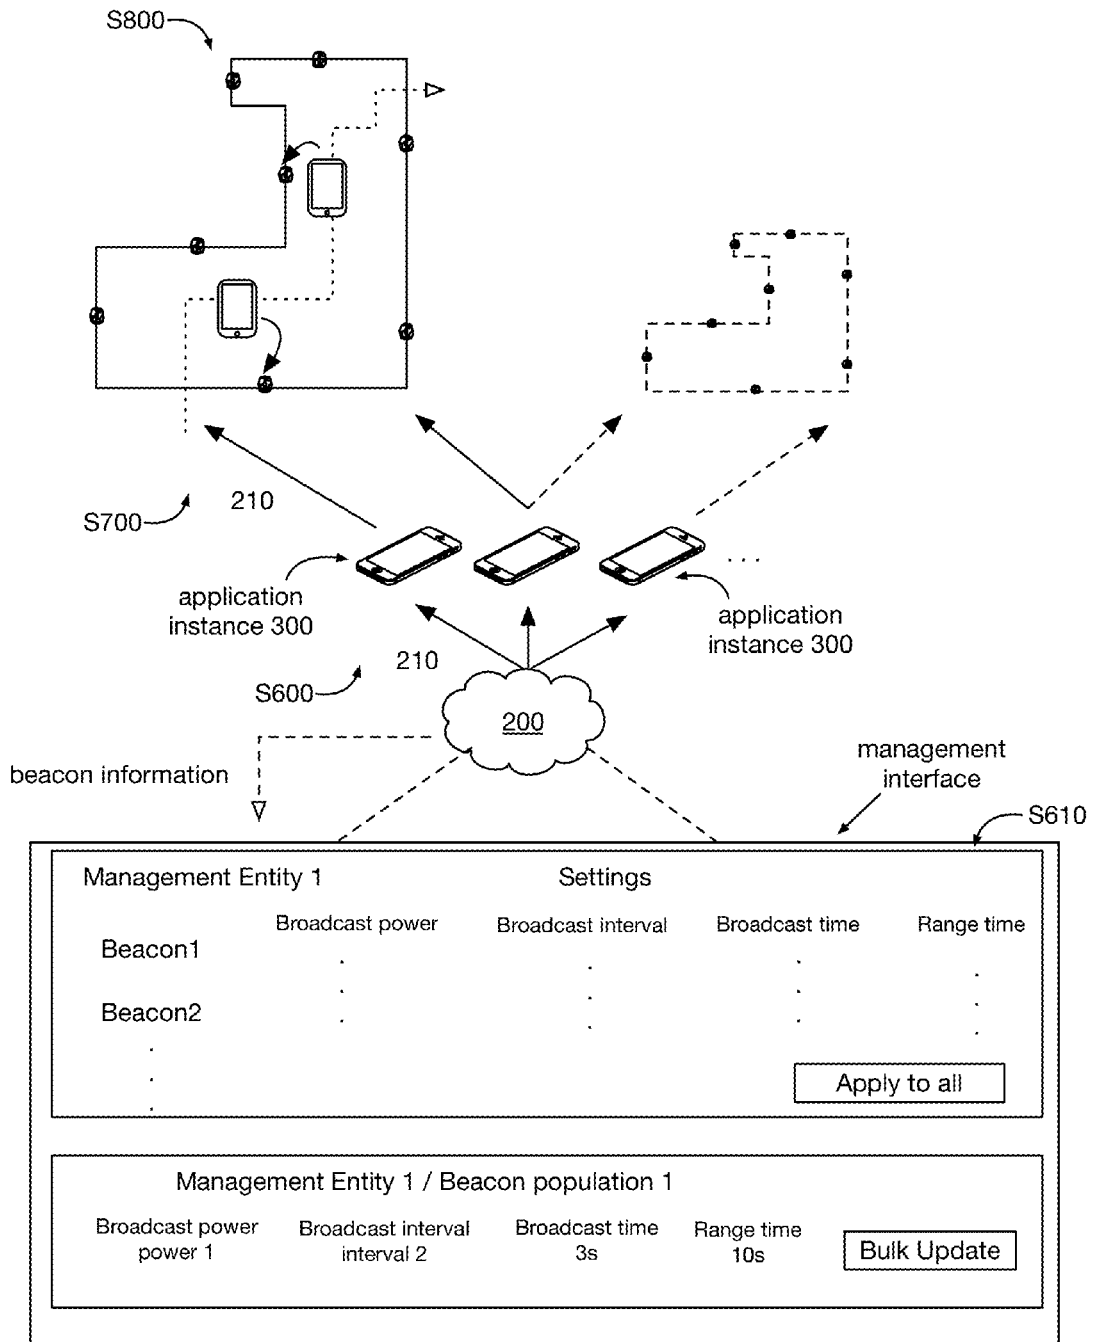 S800
210
S700
application
instance 300
application
instance 300
210
S600
200
beacon information
management
interface
S610
Management Entity 1 Settings
Broadcast power Broadcast interval Broadcast time Range time
Beacon1
Beacon2
Apply to all
Management Entity 1 / Beacon population 1
Broadcast power Broadcast interval Broadcast time Range time
power 1 interval 2 3s 10s
Bulk Update